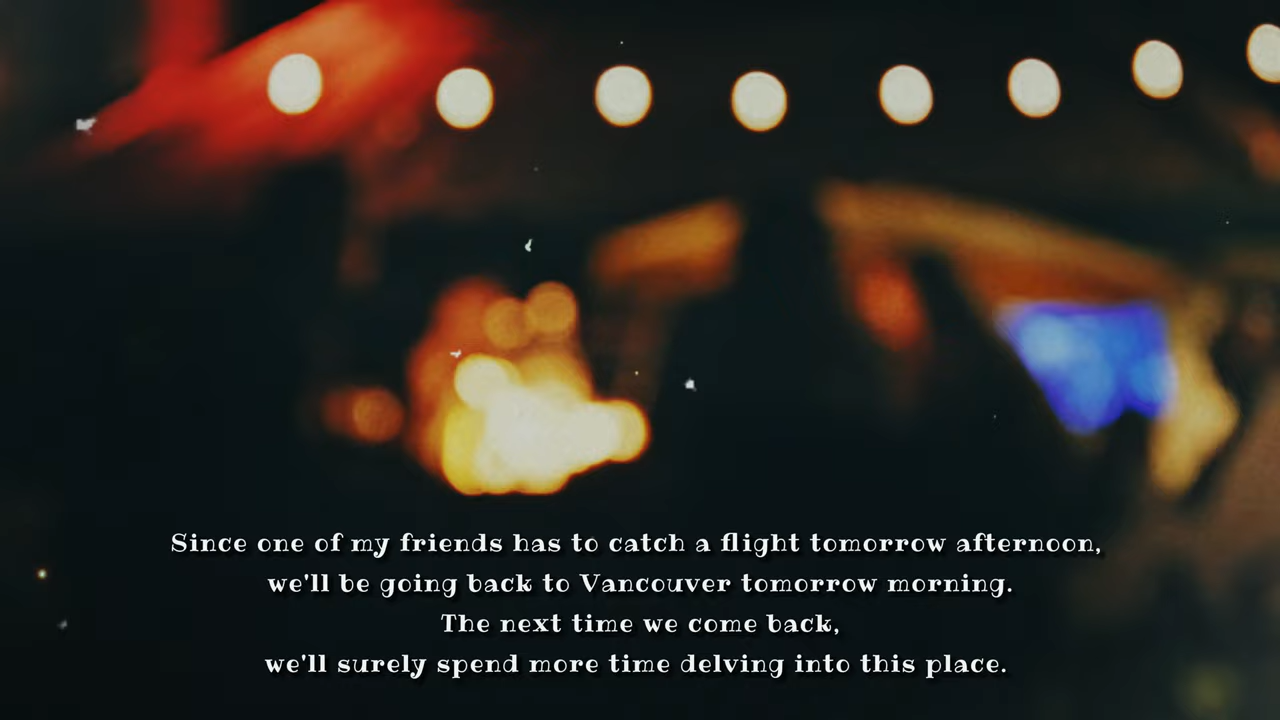 Since one of my friends has to catch a flight tomorrow afternoon,
we'll be going back to Vancouver tomorrow morning.
The next time we come back,
we'll surely spend more time delving into this place.